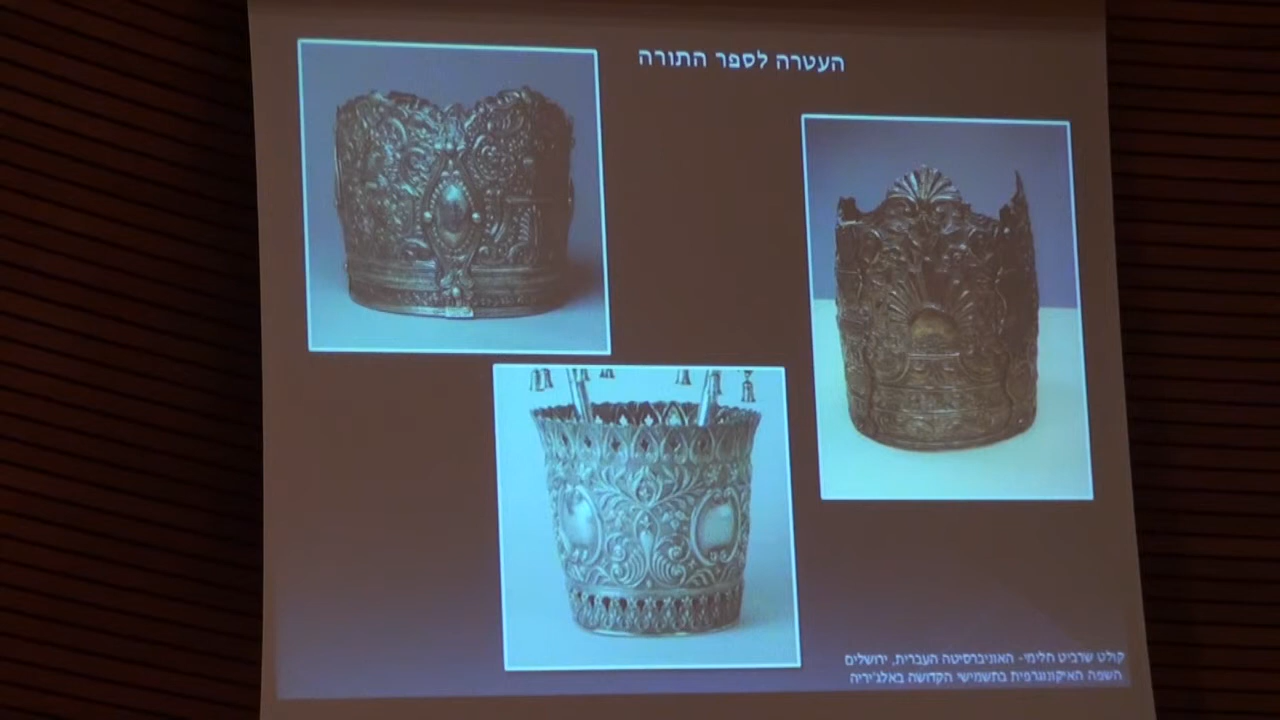 העטרה לספר התורה
קולט שרביט חלימי- האוניברסיטה העברית, ירושלים
השפה האיקונוגרפית בתשמישי הקדושה באלג'יריה